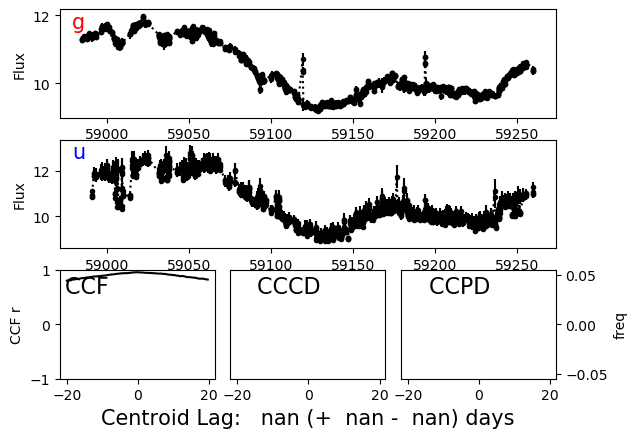 12
g
Flux
10
59000 59050 59100 59150 59200 59250
u
12
Flux
10
59000 59050 59100 59150 59200 59250
1 CCF CCCD CCPD 0.05
CCF r 0 0.00 freq
−1 −0.05
−20 0 20 −20 0 20 −20 0 20
Centroid Lag: nan (+ nan - nan) days